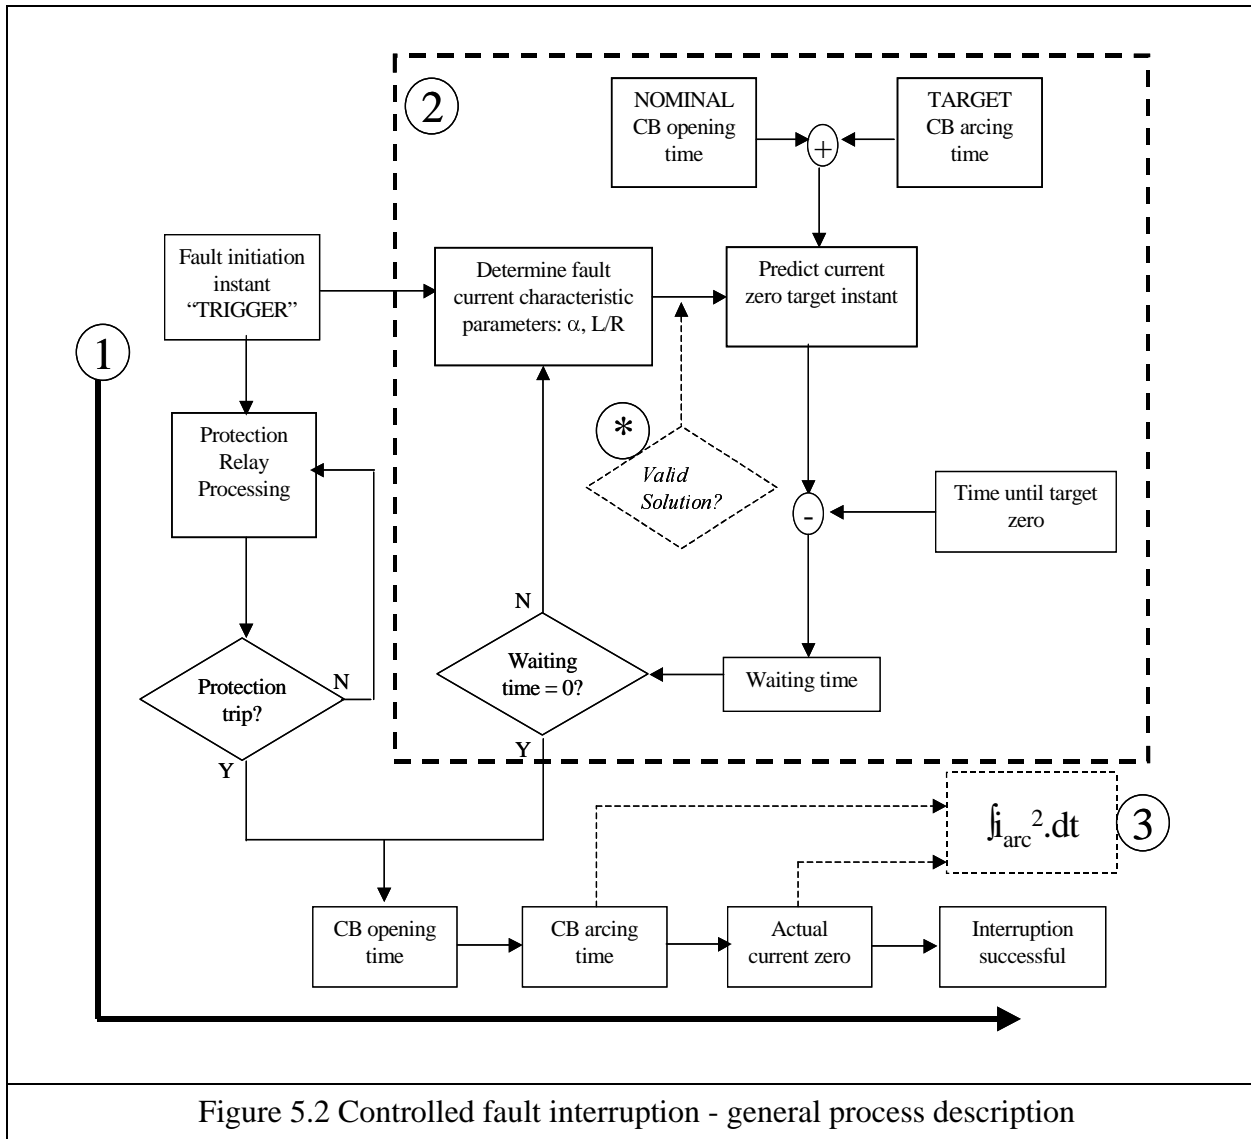 2
NOMINAL
CB opening
time
+
TARGET
CB arcing
time
Fault initiation
instant
“TRIGGER”
Determine fault
current characteristic
parameters: α, L/R
Predict current
zero target instant
1
Protection
Relay
Processing
*
Valid
Solution?
-
Time until target
zero
N
Waiting
time = 0?
Y
Waiting time
Protection
trip?
N
Y
∫i_arc².dt
3
CB opening
time
CB arcing
time
Actual
current zero
Interruption
successful
Figure 5.2 Controlled fault interruption - general process description